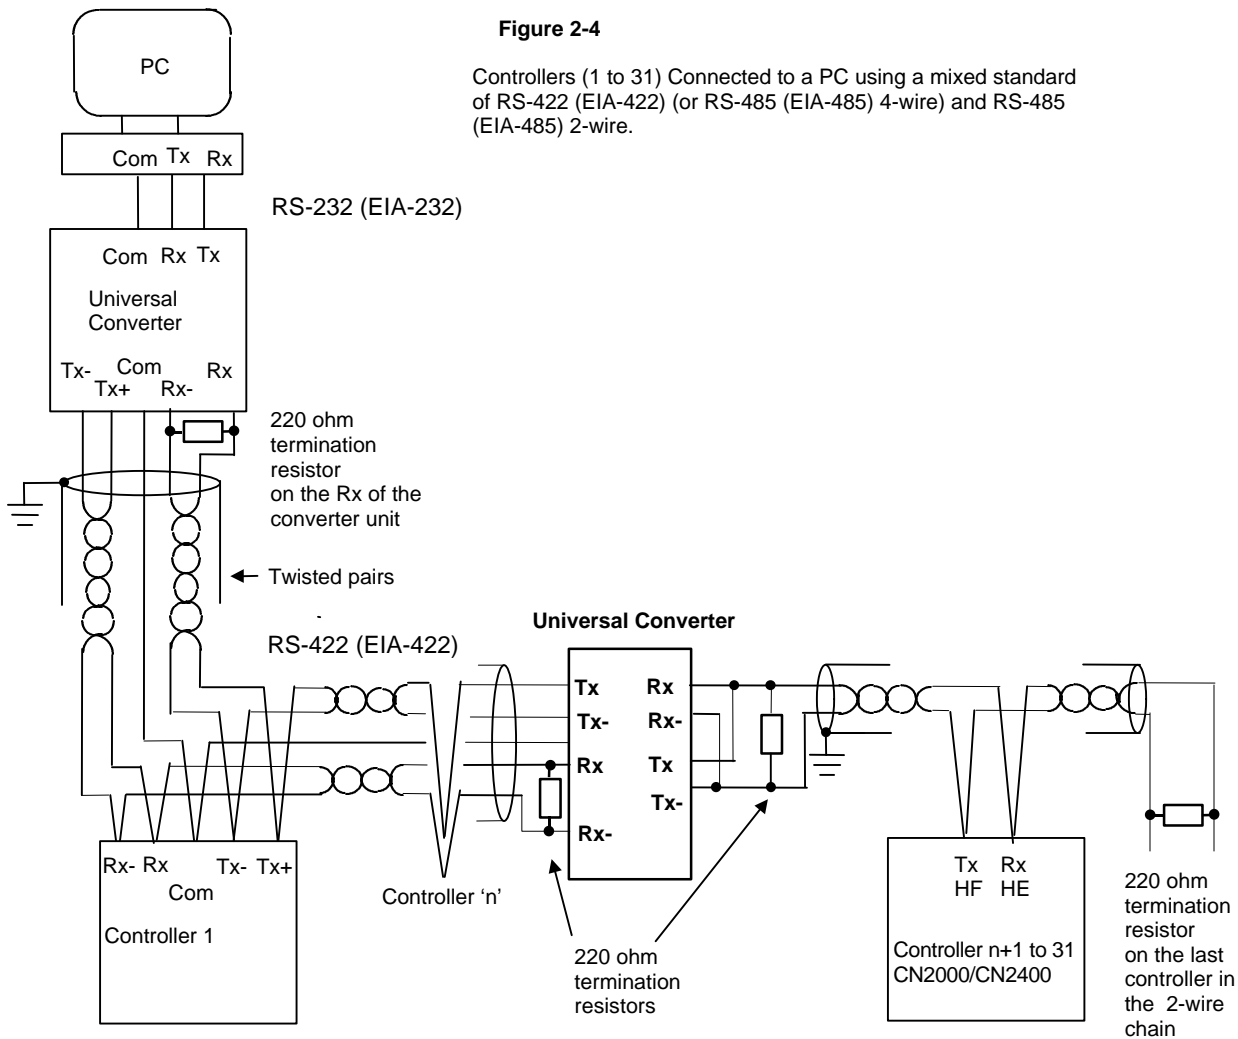 Figure 2-4
Controllers (1 to 31) Connected to a PC using a mixed standard
of RS-422 (EIA-422) (or RS-485 (EIA-485) 4-wire) and RS-485
(EIA-485) 2-wire.
PC
Com Tx Rx
RS-232 (EIA-232)
Com Rx Tx
Universal
Converter
Tx- Com Rx
Tx+ Rx-
220 ohm
termination
resistor
on the Rx of the
converter unit
Twisted pairs
RS-422 (EIA-422)
Universal Converter
Tx Rx
Tx- Rx-
Rx Tx
Tx-
Rx-
Rx- Rx Tx- Tx+
Com
Controller 1
Controller 'n'
220 ohm
termination
resistors
Tx Rx
HF HE
Controller n+1 to 31
CN2000/CN2400
220 ohm
termination
resistor
on the last
controller in
the 2-wire
chain